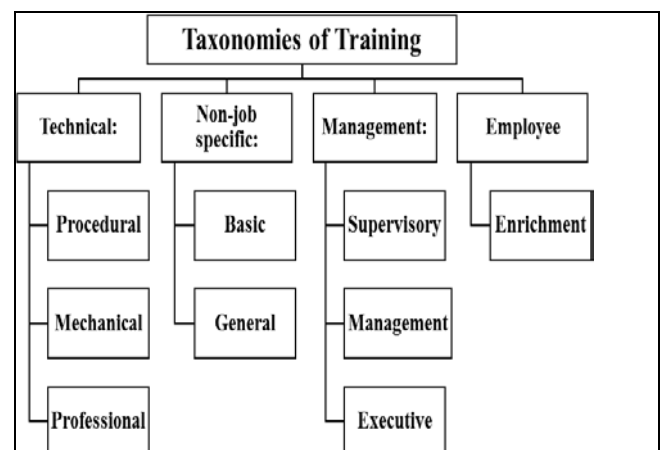 Taxonomies of Training
Technical:
Non-job
specific:
Management:
Employee
Procedural
Basic
Supervisory
Enrichment
Mechanical
General
Management
Professional
Executive